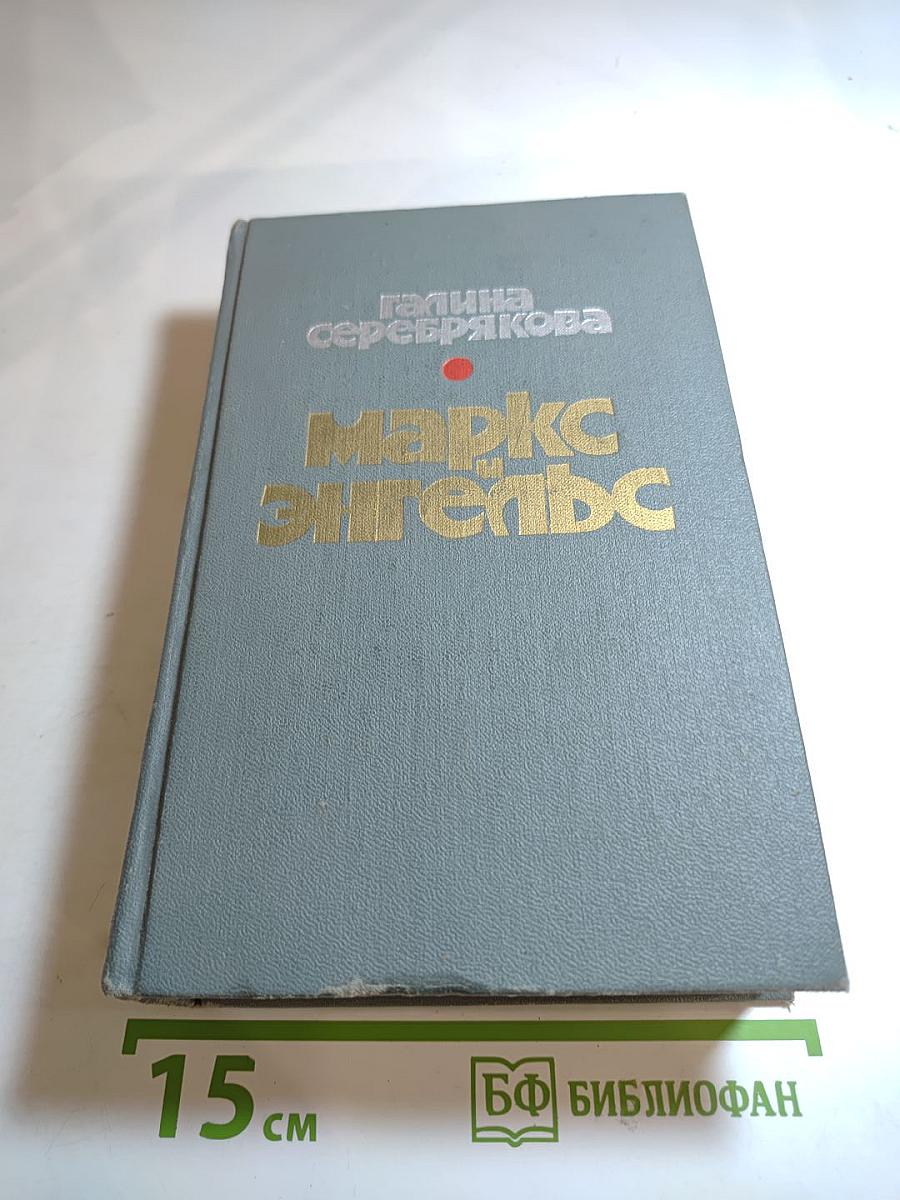 Галина
Серебрякова
Маркс
и
Энгельс
15 см
БФ БИБЛИОФАН